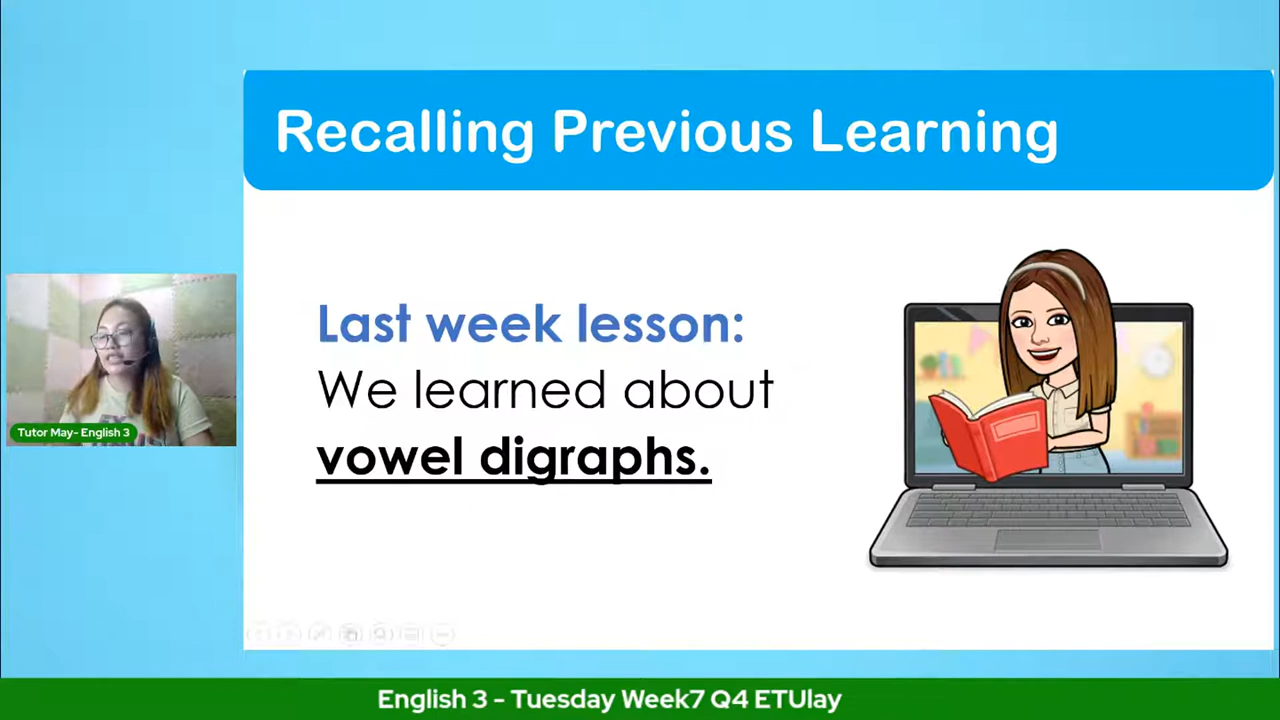 Recalling Previous Learning
Last week lesson:
We learned about
vowel digraphs.
Tutor May- English 3
English 3 - Tuesday Week7 Q4 ETUlay